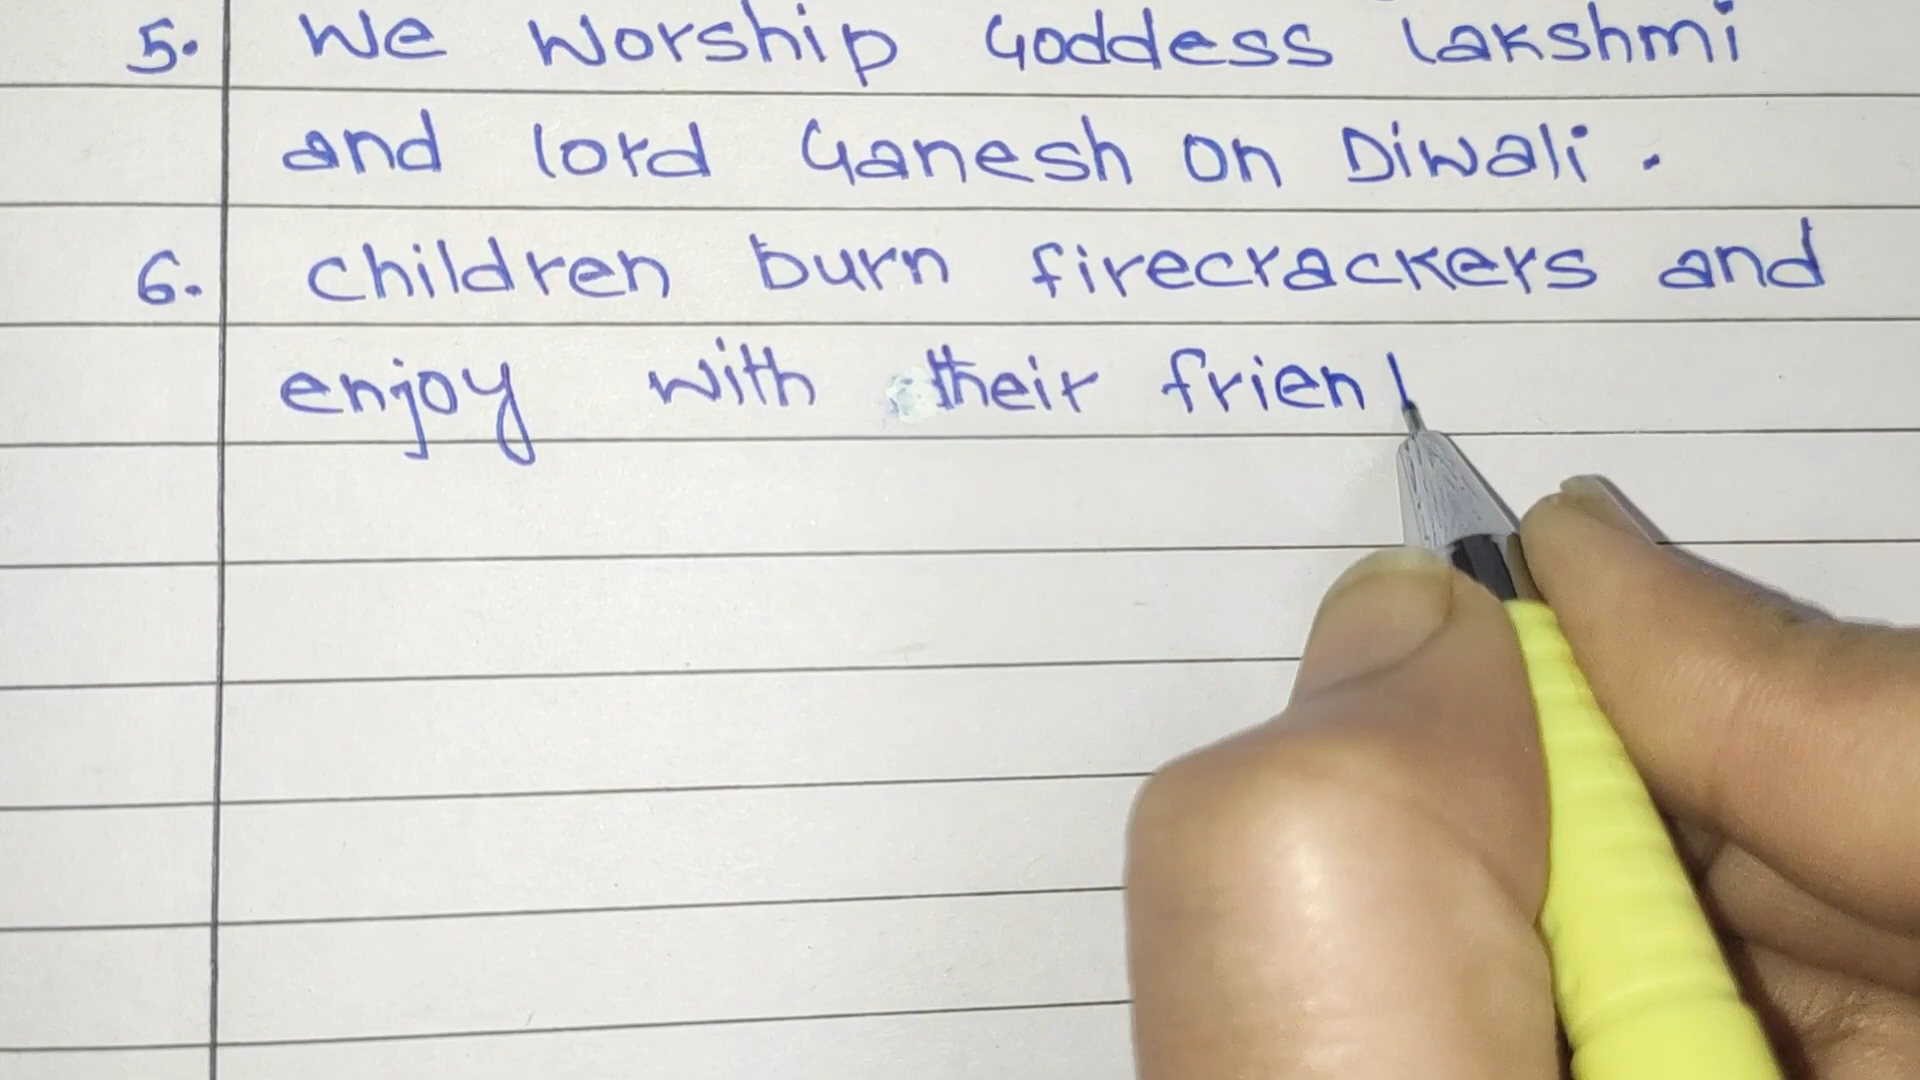 5. We Worship Goddess Lakshmi
and lord Ganesh on Diwali.
6. children burn firecrackers and
enjoy with their frien